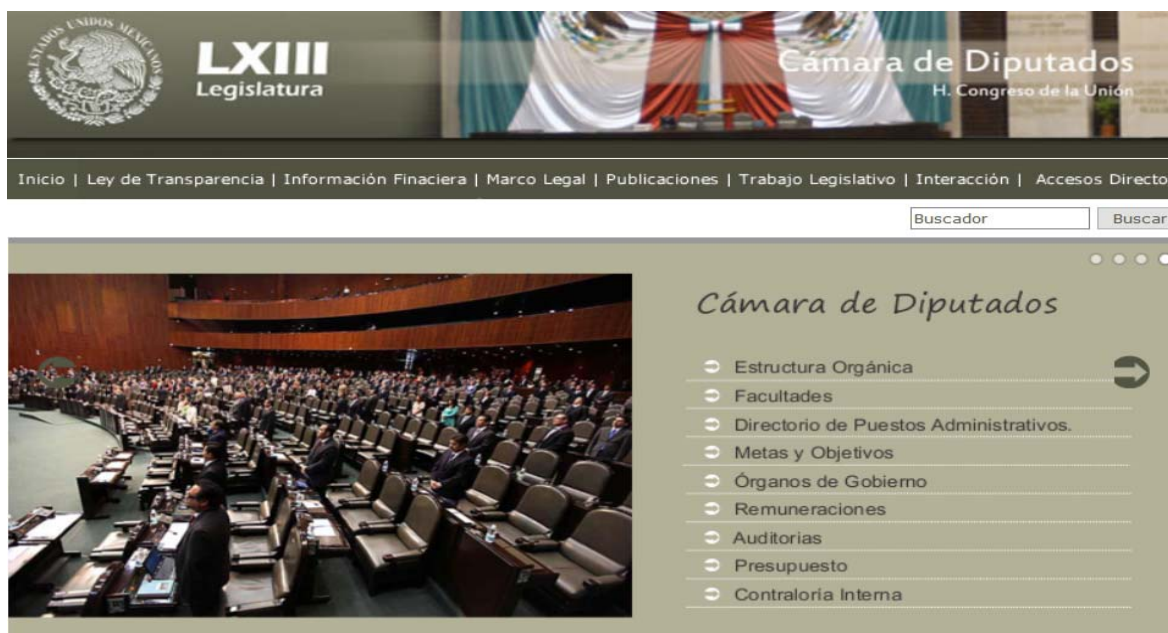 ESTADOS UNIDOS MEXICANOS
LXIII
Legislatura
Cámara de Diputados
H. Congreso de la Unión
Inicio | Ley de Transparencia | Información Finaciera | Marco Legal | Publicaciones | Trabajo Legislativo | Interacción | Accesos Directo
Buscador
Buscar
Cámara de Diputados
Estructura Orgánica
Facultades
Directorio de Puestos Administrativos.
Metas y Objetivos
Órganos de Gobierno
Remuneraciones
Auditorias
Presupuesto
Contraloría Interna